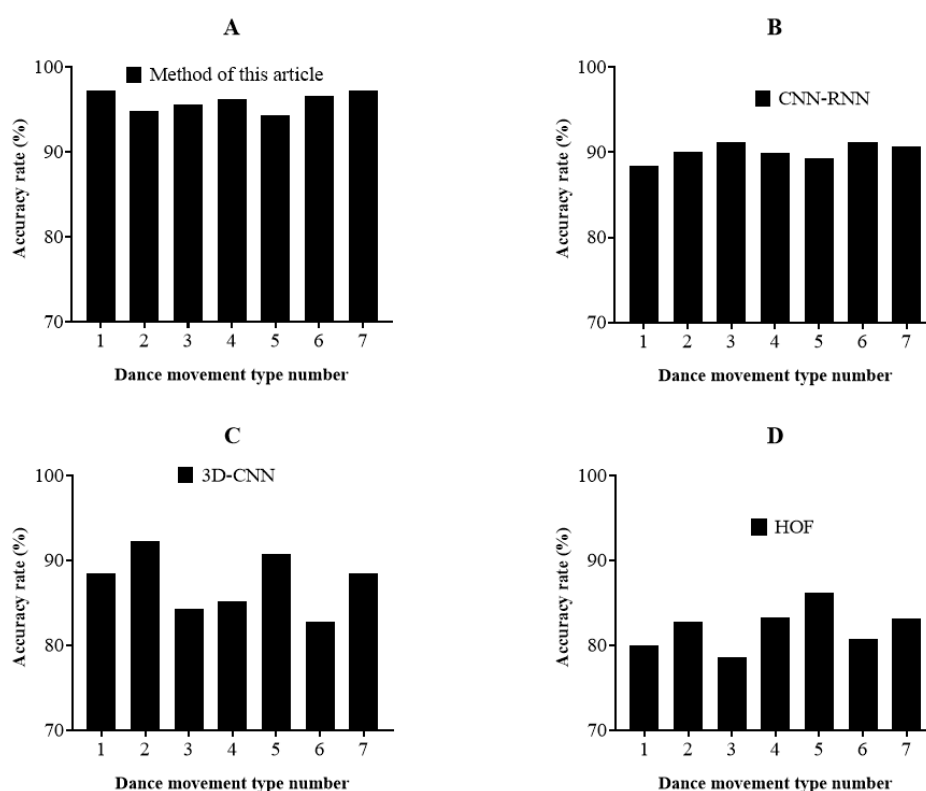 A
Method of this article
Accuracy rate (%)
100
90
80
70
1 2 3 4 5 6 7
Dance movement type number
B
CNN-RNN
Accuracy rate (%)
100
90
80
70
1 2 3 4 5 6 7
Dance movement type number
C
3D-CNN
Accuracy rate (%)
100
90
80
70
1 2 3 4 5 6 7
Dance movement type number
D
HOF
Accuracy rate (%)
100
90
80
70
1 2 3 4 5 6 7
Dance movement type number